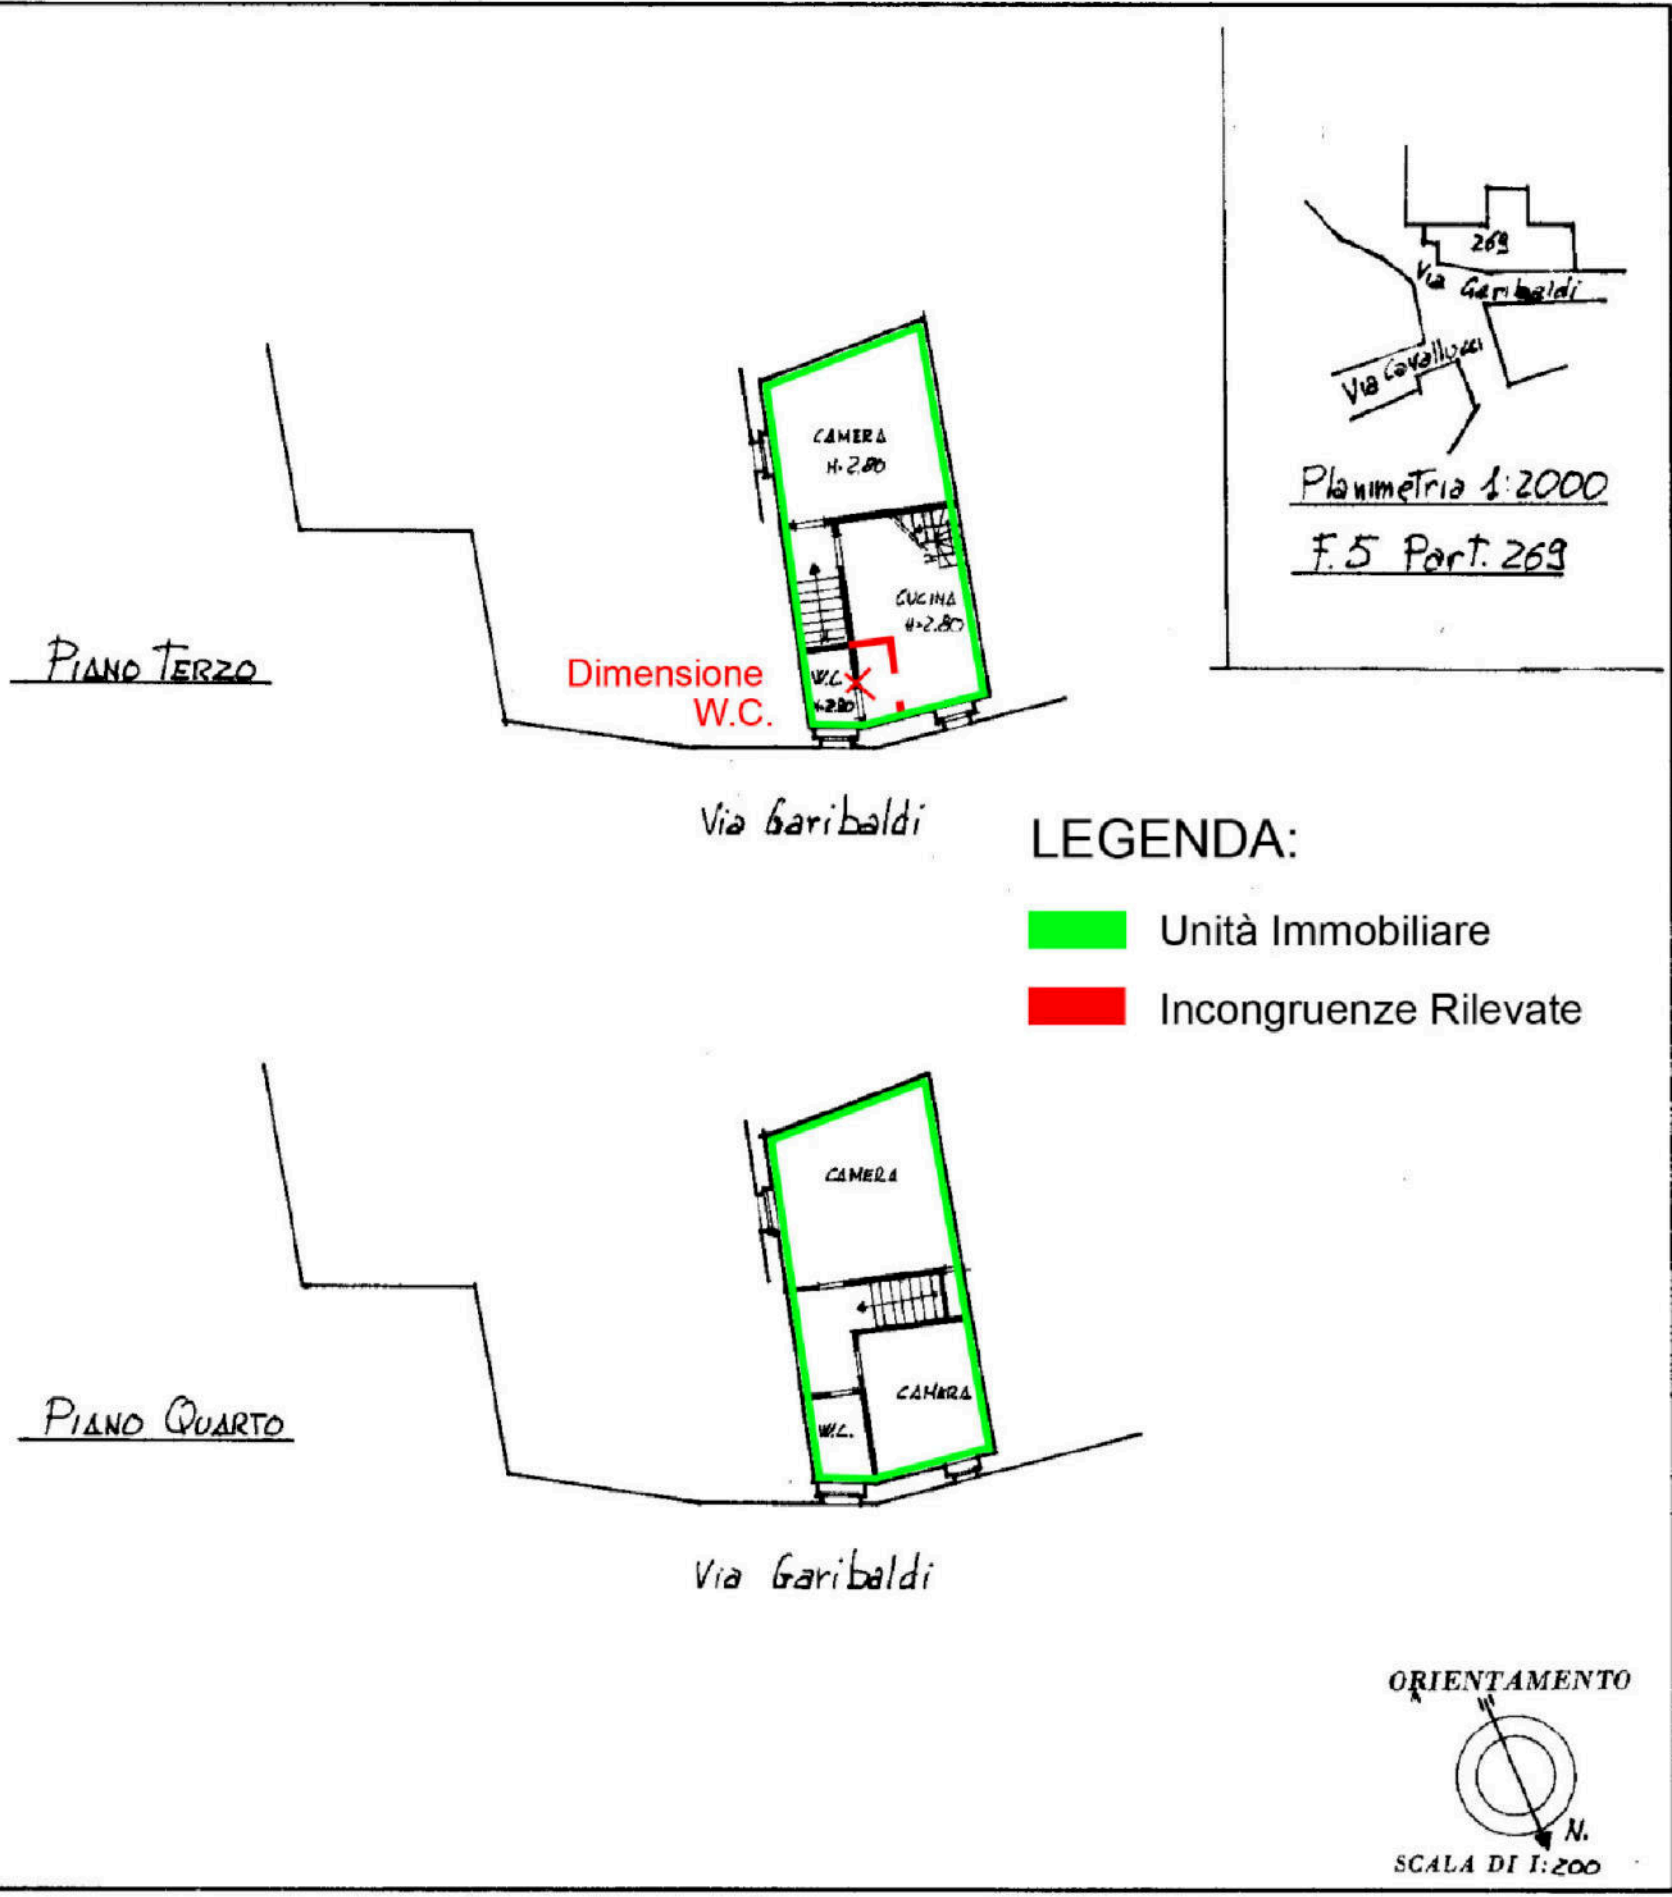 269
Via Garibaldi
Via Cavallucci
Planimetria 1:2000
F.5 Part. 269
CAMERA
H=2.80
CUCINA
H=2.80
W.C.
H=2.80
PIANO TERZO
Dimensione
W.C.
Via Garibaldi
LEGENDA:
Unità Immobiliare
Incongruenze Rilevate
CAMERA
CAMERA
W.C.
PIANO QUARTO
Via Garibaldi
ORIENTAMENTO
N.
SCALA DI 1:200